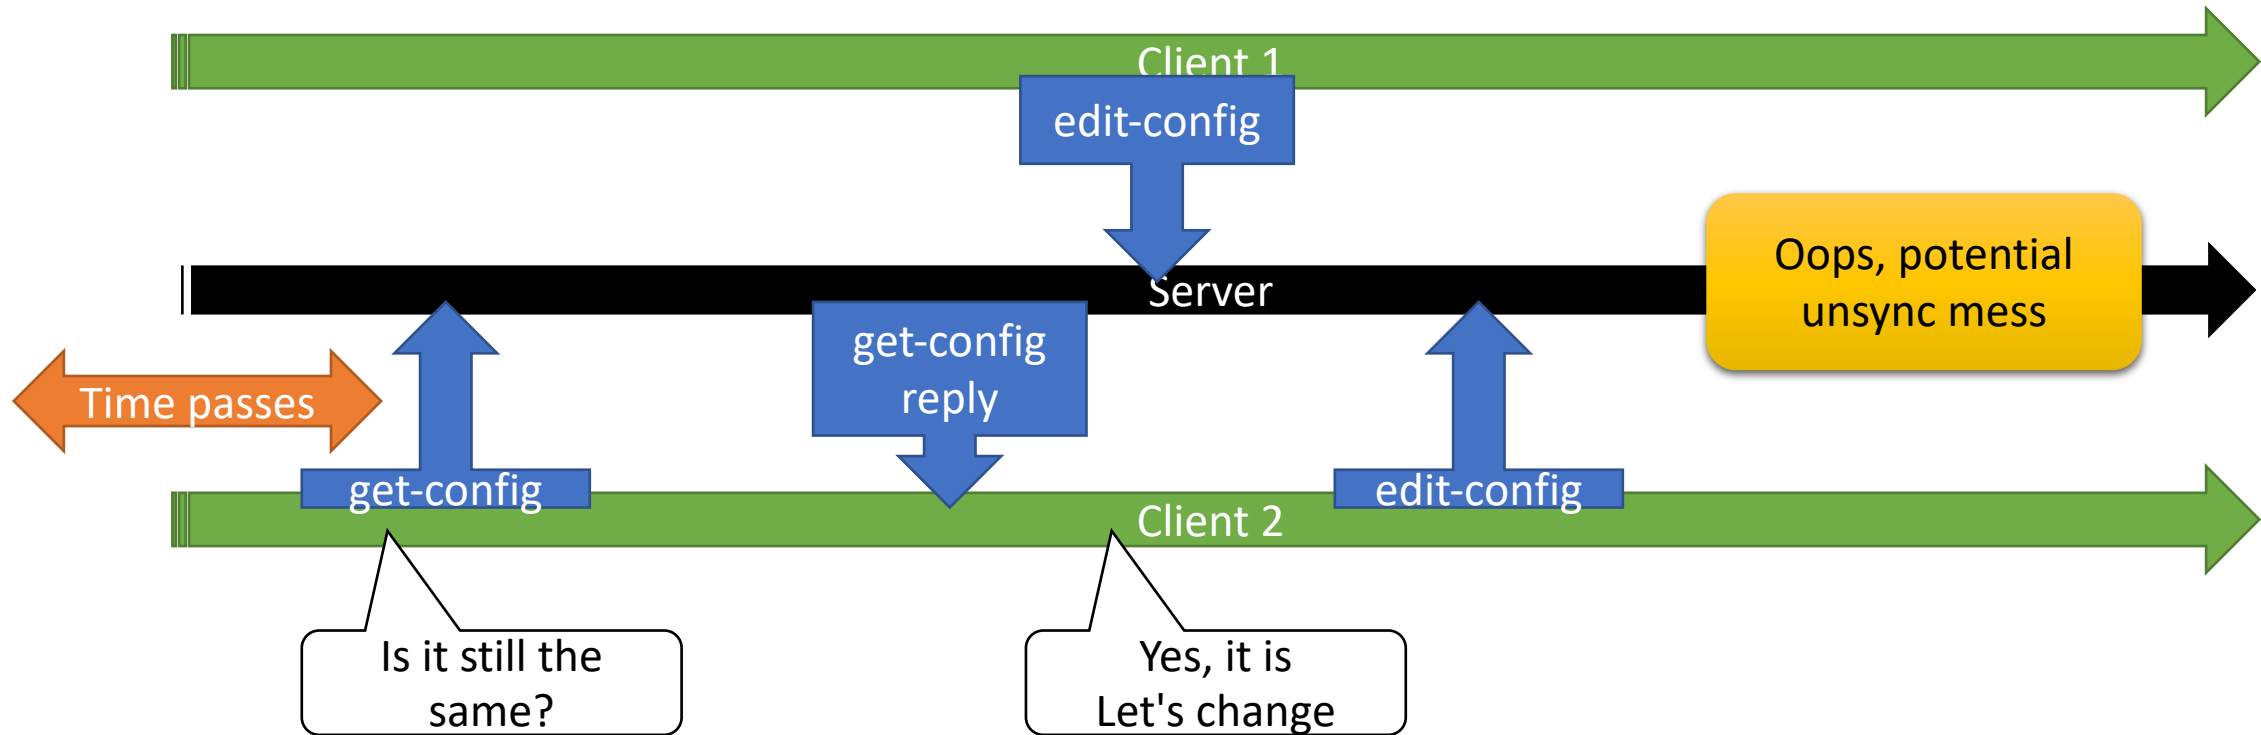 Client 1
edit-config
Oops, potential
unsync mess
Server
get-config
reply
Time passes
get-config
edit-config
Client 2
Is it still the
same?
Yes, it is
Let's change